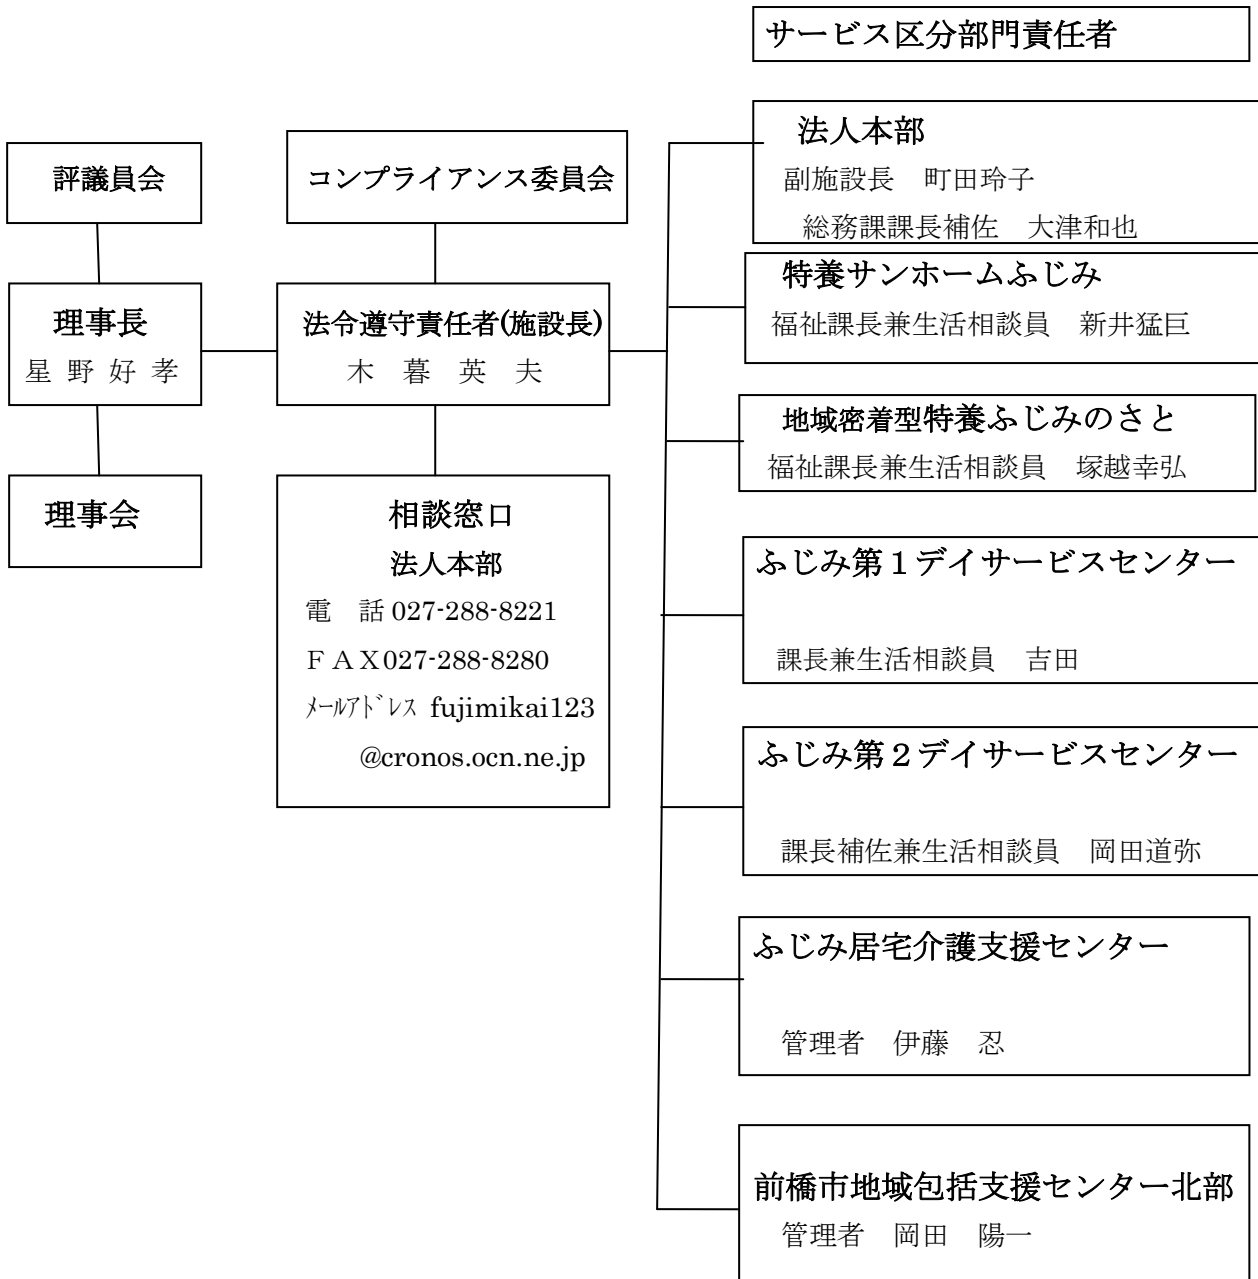 サービス区分部門責任者
評議員会
理事長
星 野 好 孝
理事会
コンプライアンス委員会
法令遵守責任者(施設長)
木　暮　英　夫
相談窓口
法人本部
電　話 027-288-8221
ＦＡＸ027-288-8280
ﾒｰﾙｱﾄﾞﾚｽ fujimikai123
@cronos.ocn.ne.jp
法人本部
副施設長　町田玲子
総務課課長補佐　大津和也
特養サンホームふじみ
福祉課長兼生活相談員　新井猛巨
地域密着型特養ふじみのさと
福祉課長兼生活相談員　塚越幸弘
ふじみ第１デイサービスセンター
課長兼生活相談員　吉田
ふじみ第２デイサービスセンター
課長補佐兼生活相談員　岡田道弥
ふじみ居宅介護支援センター
管理者　伊藤　忍
前橋市地域包括支援センター北部
管理者　岡田　陽一